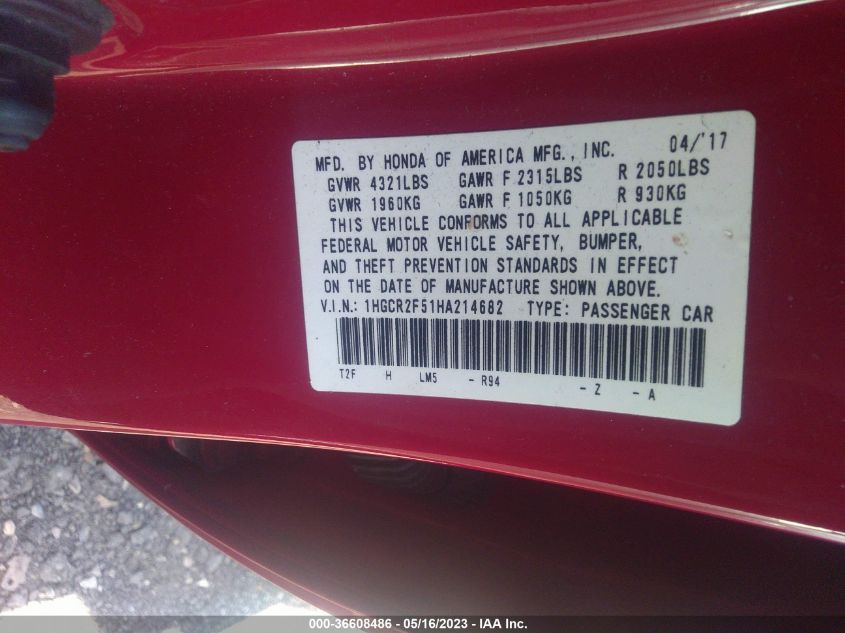 04/'17
MFD. BY HONDA OF AMERICA MFG., INC.
GVWR 4321LBS GAWR F 2315LBS R 2050LBS
GVWR 1960KG GAWR F 1050KG R 930KG
THIS VEHICLE CONFORMS TO ALL APPLICABLE
FEDERAL MOTOR VEHICLE SAFETY, BUMPER,
AND THEFT PREVENTION STANDARDS IN EFFECT
ON THE DATE OF MANUFACTURE SHOWN ABOVE.
V.I.N.: 1HGCR2F51HA214682 TYPE: PASSENGER CAR
T2F H LM5 - R94 - Z - A
000-36608486 - 05/16/2023 - IAA Inc.